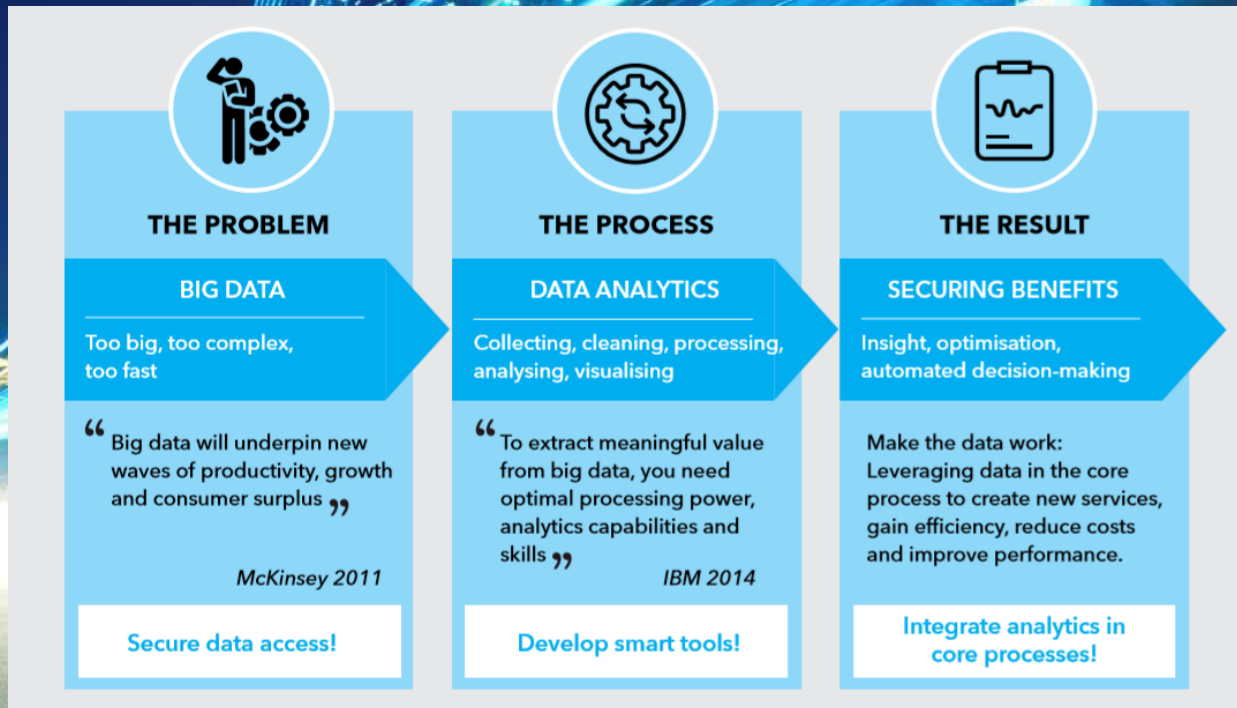 THE PROBLEM
BIG DATA
Too big, too complex,
too fast
“ Big data will underpin new
waves of productivity, growth
and consumer surplus ”
McKinsey 2011
Secure data access!
THE PROCESS
DATA ANALYTICS
Collecting, cleaning, processing,
analysing, visualising
“ To extract meaningful value
from big data, you need
optimal processing power,
analytics capabilities and
skills ”
IBM 2014
Develop smart tools!
THE RESULT
SECURING BENEFITS
Insight, optimisation,
automated decision-making
Make the data work:
Leveraging data in the core
process to create new services,
gain efficiency, reduce costs
and improve performance.
Integrate analytics in
core processes!